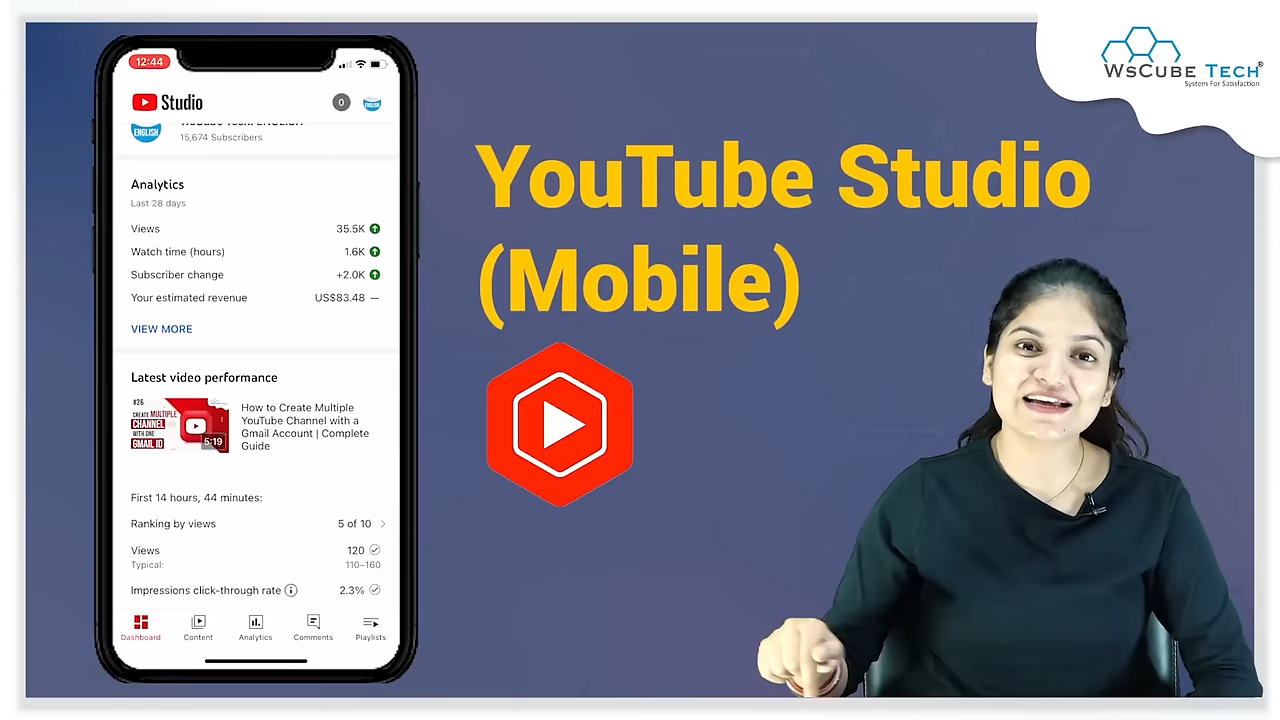 12:44
Studio
0
ENGLISH
ENGLISH
15,674 Subscribers
Analytics
Last 28 days
Views 35.5K
Watch time (hours) 1.6K
Subscriber change +2.0K
Your estimated revenue US$83.48 —
VIEW MORE
Latest video performance
#26
CREATE MULTIPLE
CHANNEL
WITH ONE
GMAIL ID
5:19
How to Create Multiple
YouTube Channel with a
Gmail Account | Complete
Guide
First 14 hours, 44 minutes:
Ranking by views 5 of 10
Views 120
Typical: 110–160
Impressions click-through rate 2.3%
Dashboard Content Analytics Comments Playlists
YouTube Studio
(Mobile)
WsCube Tech®
System For Satisfaction